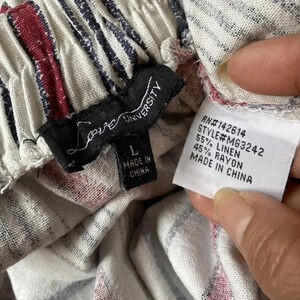 Love
UNIVERSITY
L
MADE IN
CHINA
RN#142614
STYLE#M63242
55% LINEN
45% RAYON
MADE IN
CHINA